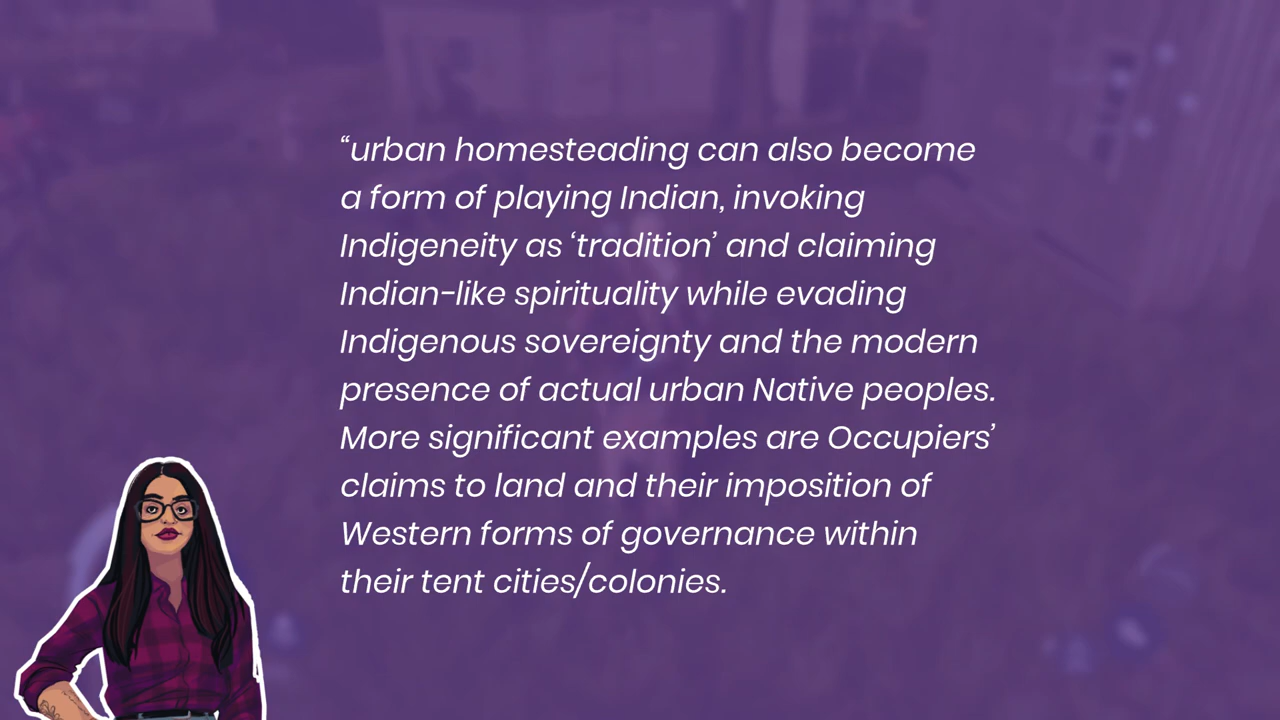 “urban homesteading can also become
a form of playing Indian, invoking
Indigeneity as ‘tradition’ and claiming
Indian-like spirituality while evading
Indigenous sovereignty and the modern
presence of actual urban Native peoples.
More significant examples are Occupiers’
claims to land and their imposition of
Western forms of governance within
their tent cities/colonies.